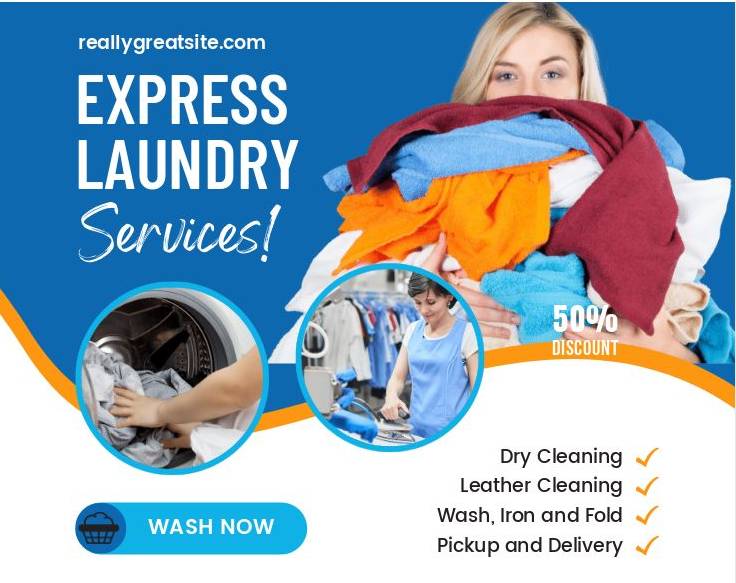 reallygreatsite.com
EXPRESS
LAUNDRY
Services!
50%
DISCOUNT
Dry Cleaning
Leather Cleaning
Wash, Iron and Fold
Pickup and Delivery
WASH NOW